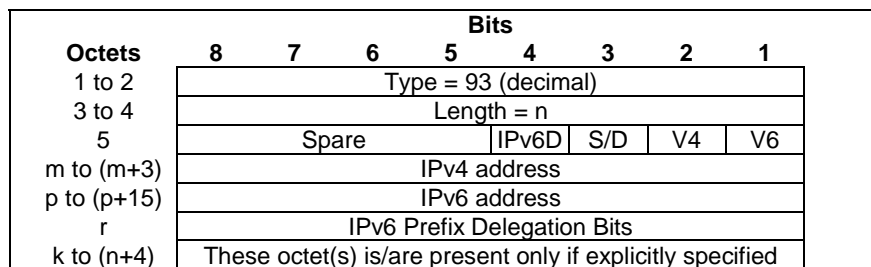 Bits
Octets 8 7 6 5 4 3 2 1
1 to 2 Type = 93 (decimal)
3 to 4 Length = n
5 Spare IPv6D S/D V4 V6
m to (m+3) IPv4 address
p to (p+15) IPv6 address
r IPv6 Prefix Delegation Bits
k to (n+4) These octet(s) is/are present only if explicitly specified